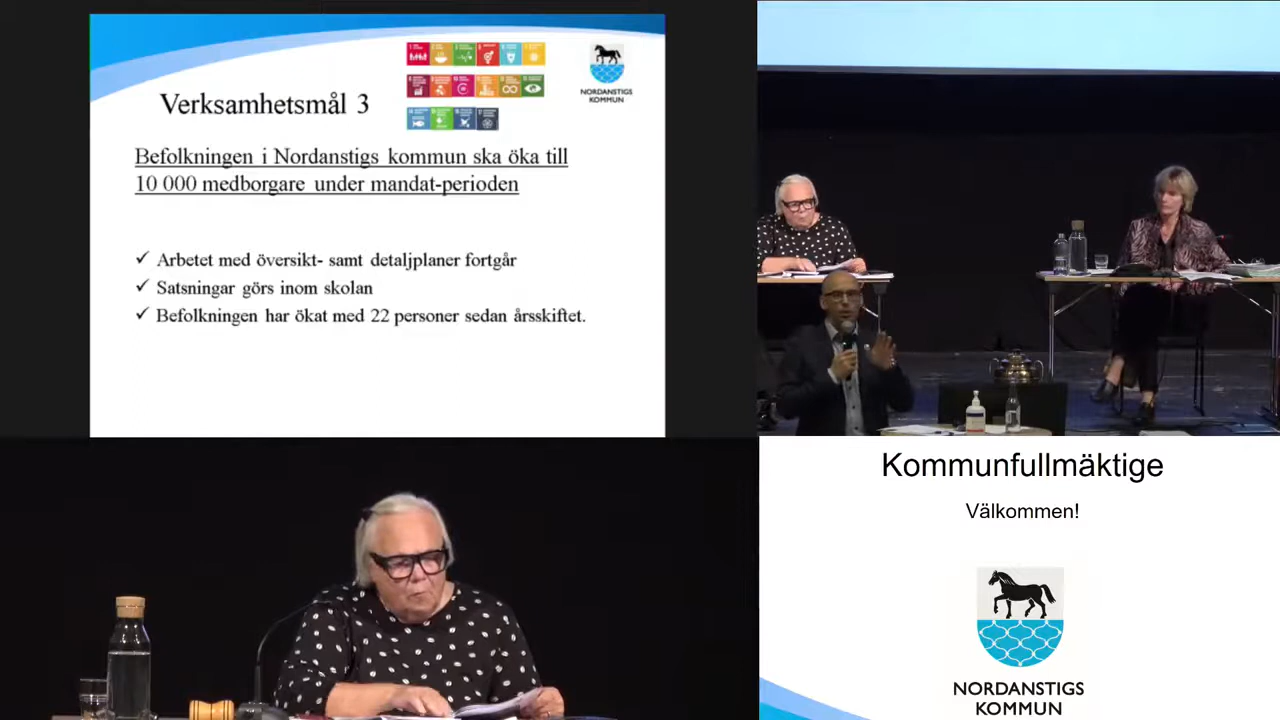 Verksamhetsmål 3
NORDANSTIGS
KOMMUN
Befolkningen i Nordanstigs kommun ska öka till
10 000 medborgare under mandat-perioden
✓ Arbetet med översikt- samt detaljplaner fortgår
✓ Satsningar görs inom skolan
✓ Befolkningen har ökat med 22 personer sedan årsskiftet.
Kommunfullmäktige
Välkommen!
NORDANSTIGS
KOMMUN